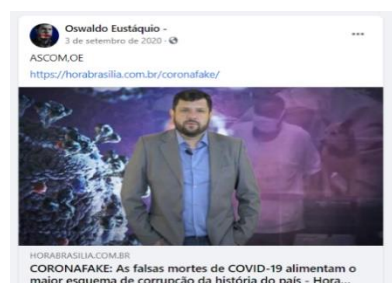 Oswaldo Eustáquio -
3 de setembro de 2020 ·
ASCOM,OE
https://horabrasilia.com.br/coronafake/
HORABRASILIA.COM.BR
CORONAFAKE: As falsas mortes de COVID-19 alimentam o
maior esquema de corrupção da história do país - Hora...